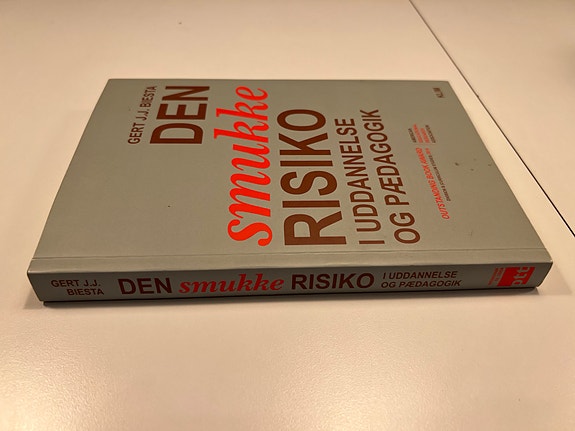 GERT J.J. BIESTA
DEN
smukke
RISIKO
I UDDANNELSE
OG PÆDAGOGIK
OUTSTANDING BOOK AWARD
KLIM
GERT J.J.
BIESTA
DEN smukke RISIKO
I UDDANNELSE
OG PÆDAGOGIK